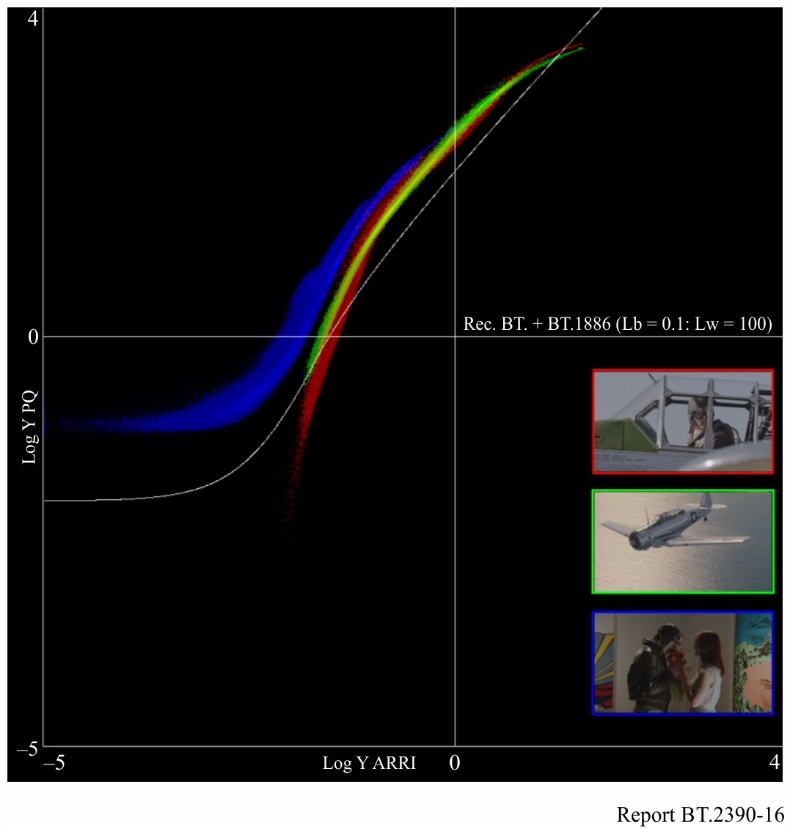 4
0
Rec. BT. + BT.1886 (Lb = 0.1: Lw = 100)
Log Y PQ
–5
–5
Log Y ARRI
0
4
Report BT.2390-16